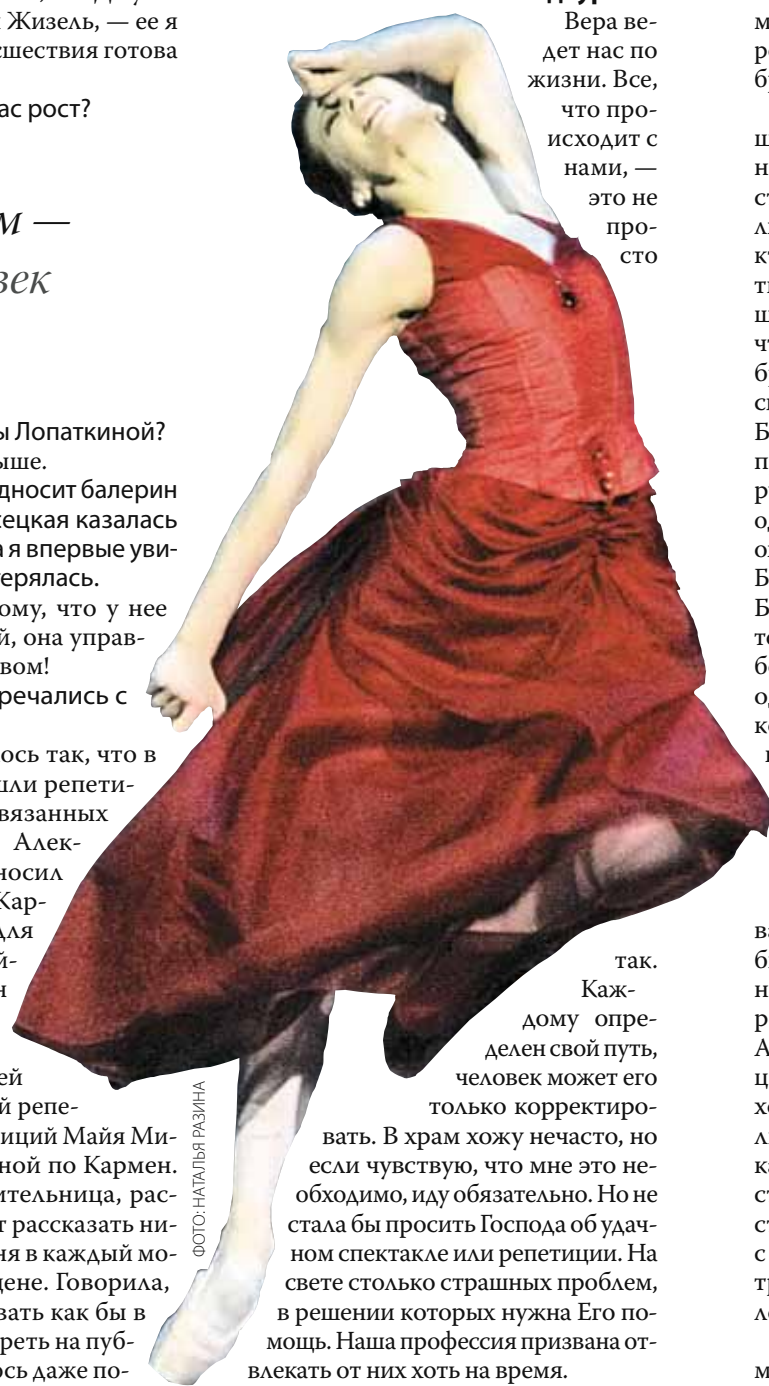 Жизель, — ее я
сшествия готова
ас рост?
м —
век
ы Лопаткиной?
ыше.
дносит балерин
ецкая казалась
а я впервые уви-
терялась.
ому, что у нее
й, она управ-
вом!
речались с
ось так, что в
шли репети-
вязанных
Алек-
носил
Кар-
для
й-
н
ей
й репе-
иций Майя Ми-
ной по Кармен.
ительница, рас-
т рассказать ни-
ня в каждый мо-
цене. Говорила,
вать как бы в
реть на пуб-
ось даже по-
ФОТО: НАТАЛЬЯ РАЗИНА
Вера ве-
дет нас по
жизни. Все,
что про-
исходит с
нами, —
это не
про-
сто
так.
Каж-
дому опре-
делен свой путь,
человек может его
только корректиро-
вать. В храм хожу нечасто, но
если чувствую, что мне это не-
обходимо, иду обязательно. Но не
стала бы просить Господа об удач-
ном спектакле или репетиции. На
свете столько страшных проблем,
в решении которых нужна Его по-
мощь. Наша профессия призвана от-
влекать от них хоть на время.